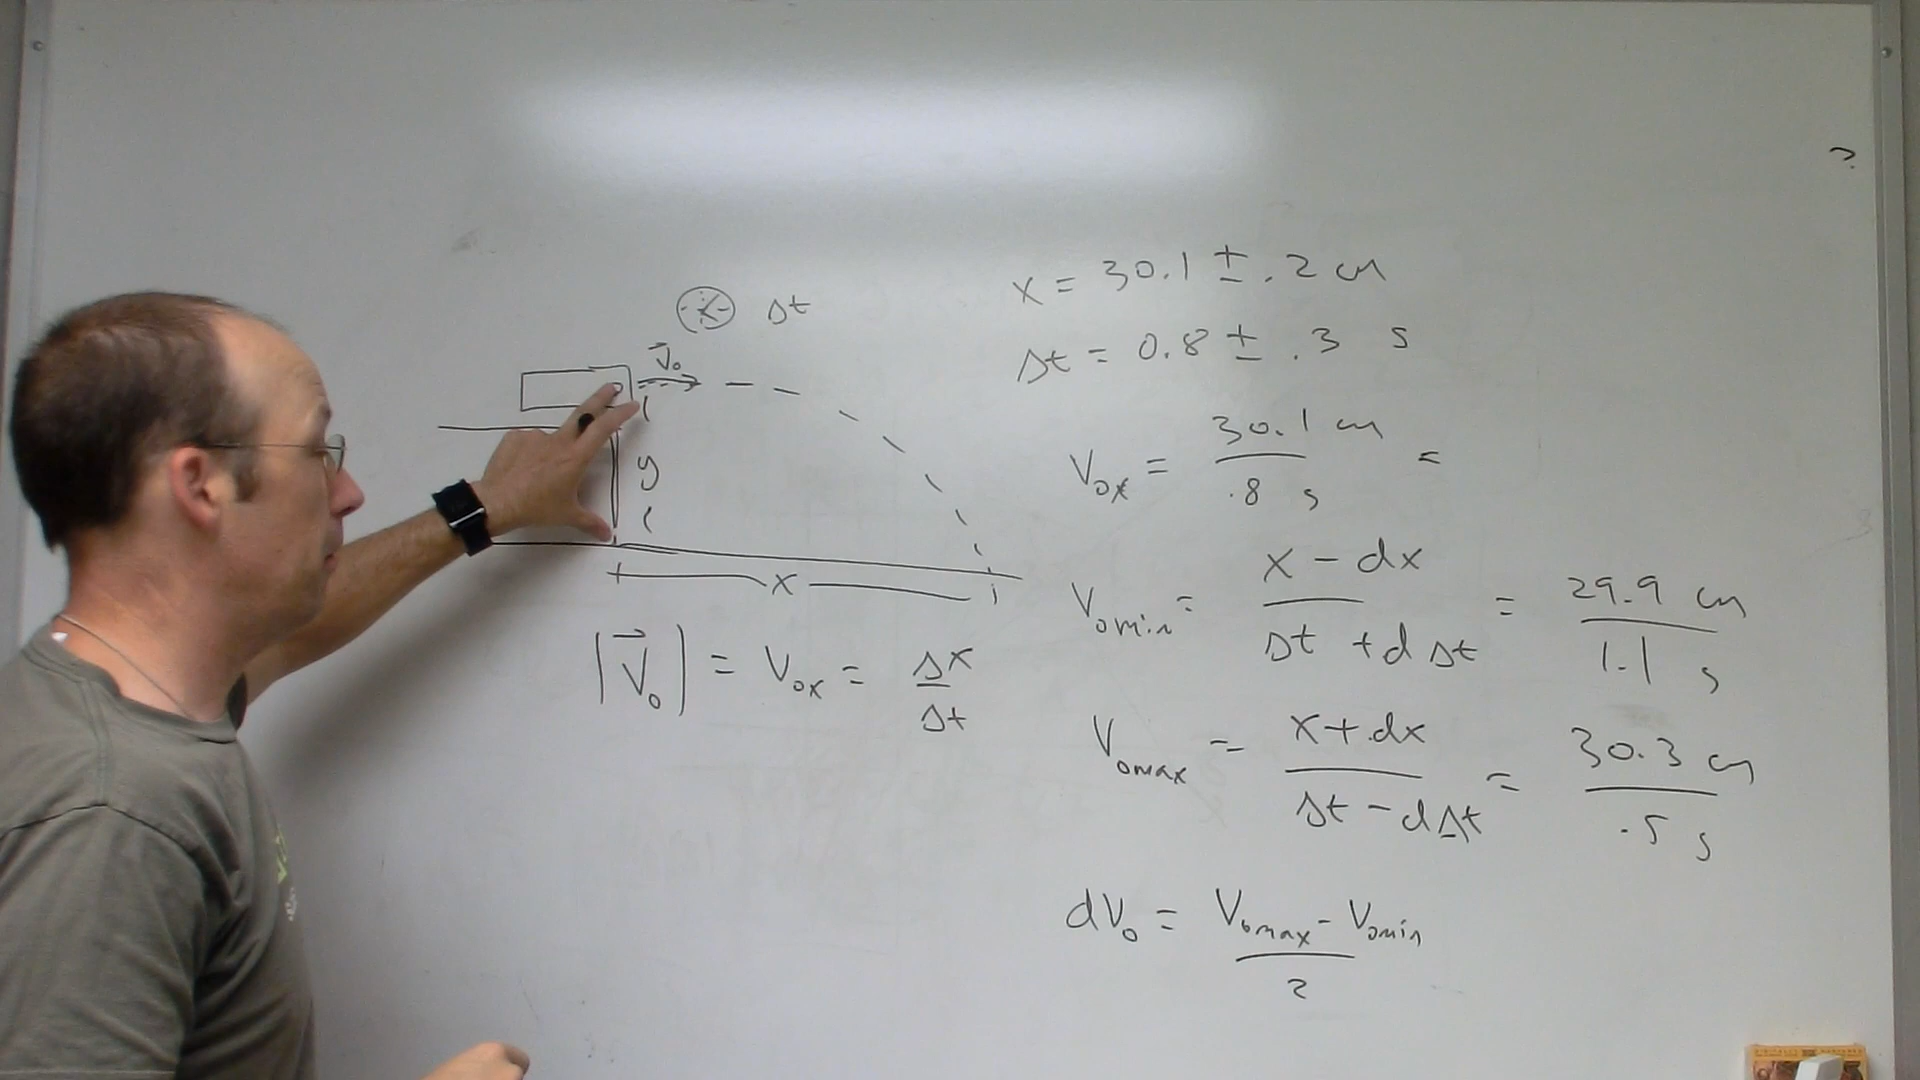 Δt
V₀
y
x
|V₀| = V₀ₓ = Δx/Δt
x = 30.1 ± .2 cm
Δt = 0.8 ± .3 s
V₀ₓ = 30.1 cm/.8 s =
V₀min = x - dx/Δt + dΔt = 29.9 cm/1.1 s
V₀max = x + dx/Δt - dΔt = 30.3 cm/.5 s
dV₀ = V₀max - V₀min/2